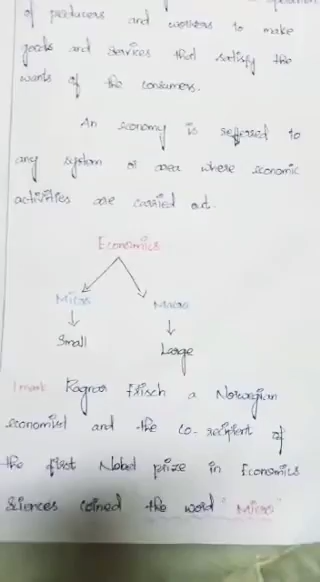 of producers and workers to make
goods and services that satisfy the
wants of the consumers.
An economy is referred to
any system or area where economic
activities are carried out.
Economics
Micro Macro
Small Large
1 mark Ragnar Frisch a Norwegian
economist and the co-recipient of
the first Nobel prize in Economics
Sciences coined the word "Micro"